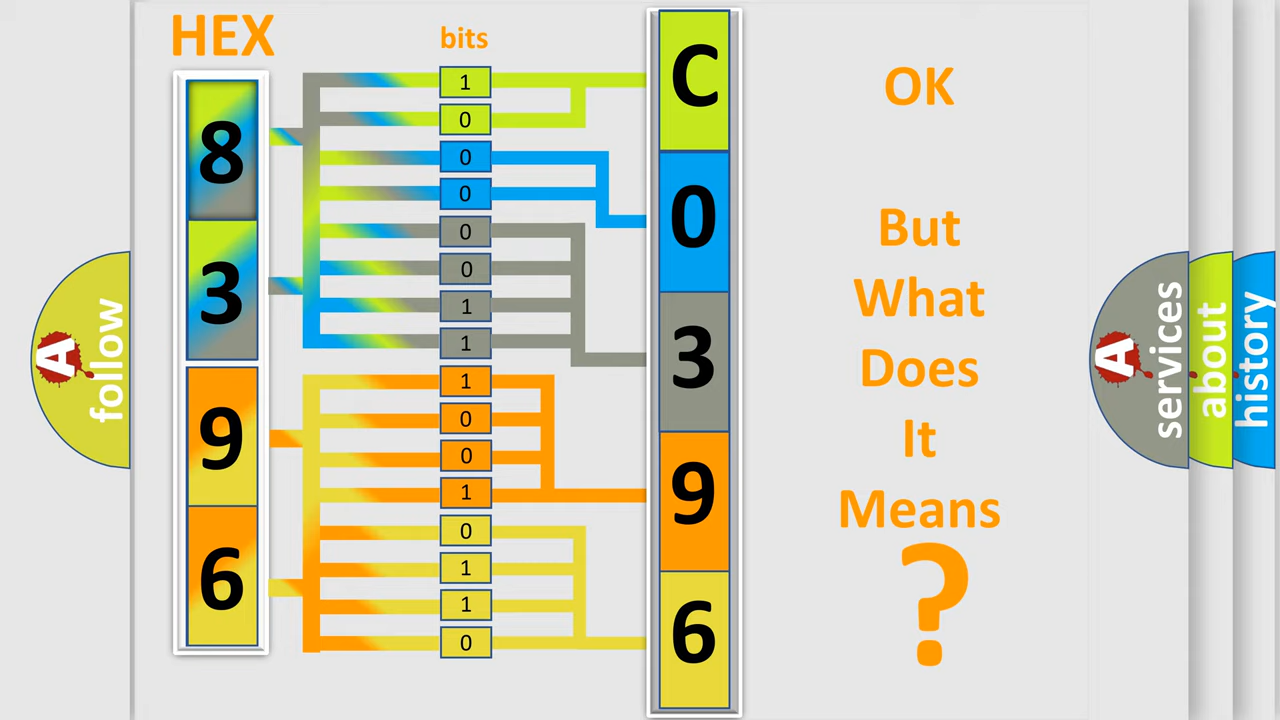 HEX
bits
8
3
9
6
1
0
0
0
0
0
1
1
1
0
0
1
0
1
1
0
C
0
3
9
6
OK
But
What
Does
It
Means
?
A
follow
A
services
about
history